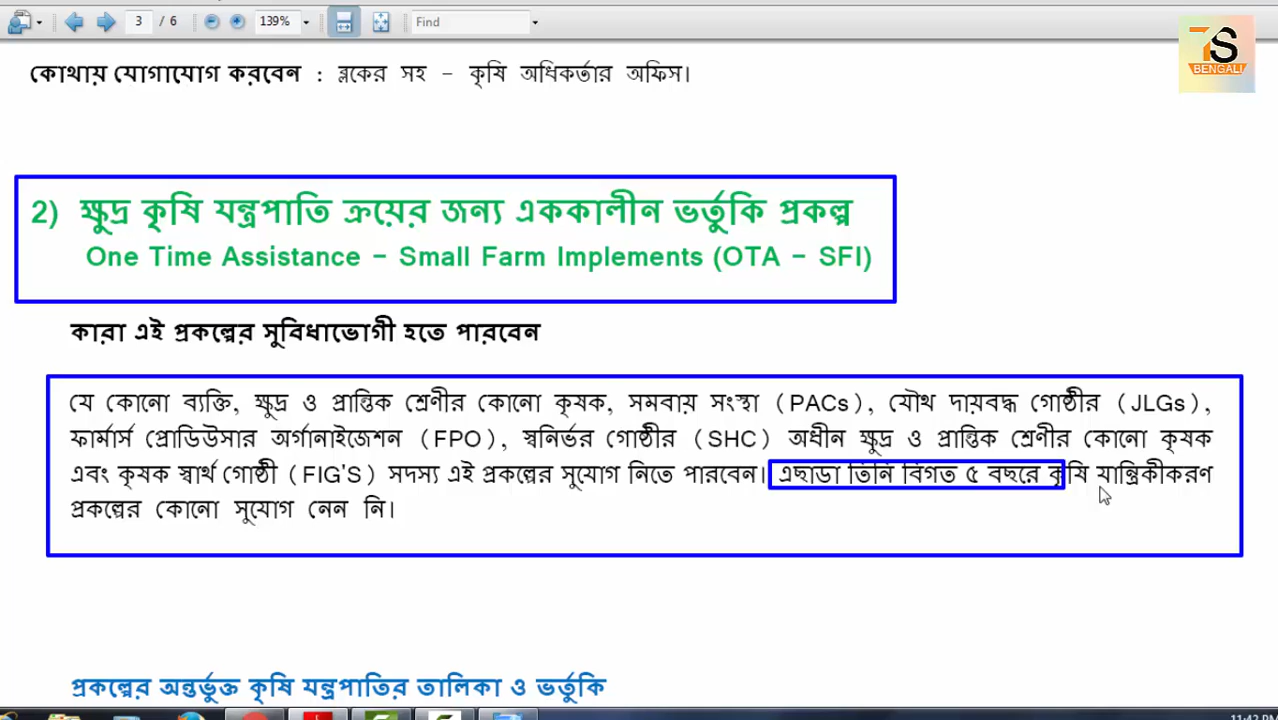 3 / 6
139%
Find
7S
BENGALI
কোথায় যোগাযোগ করবেন : ব্লকের সহ – কৃষি অধিকর্তার অফিস।
2) ক্ষুদ্র কৃষি যন্ত্রপাতি ক্রয়ের জন্য এককালীন ভর্তুকি প্রকল্প
One Time Assistance – Small Farm Implements (OTA – SFI)
কারা এই প্রকল্পের সুবিধাভোগী হতে পারবেন
যে কোনো ব্যক্তি, ক্ষুদ্র ও প্রান্তিক শ্রেণীর কোনো কৃষক, সমবায় সংস্থা (PACs), যৌথ দায়বদ্ধ গোষ্ঠীর (JLGs),
ফার্মার্স প্রোডিউসার অর্গানাইজেশন (FPO), স্বনির্ভর গোষ্ঠীর (SHC) অধীন ক্ষুদ্র ও প্রান্তিক শ্রেণীর কোনো কৃষক
এবং কৃষক স্বার্থ গোষ্ঠী (FIG'S) সদস্য এই প্রকল্পের সুযোগ নিতে পারবেন। এছাডা তিনি বিগত ৫ বছরে কৃষি যান্ত্রিকীকরণ
প্রকল্পের কোনো সুযোগ নেন নি।
প্রকল্পের অন্তর্ভুক্ত কৃষি যন্ত্রপাতির তালিকা ও ভর্তুকি